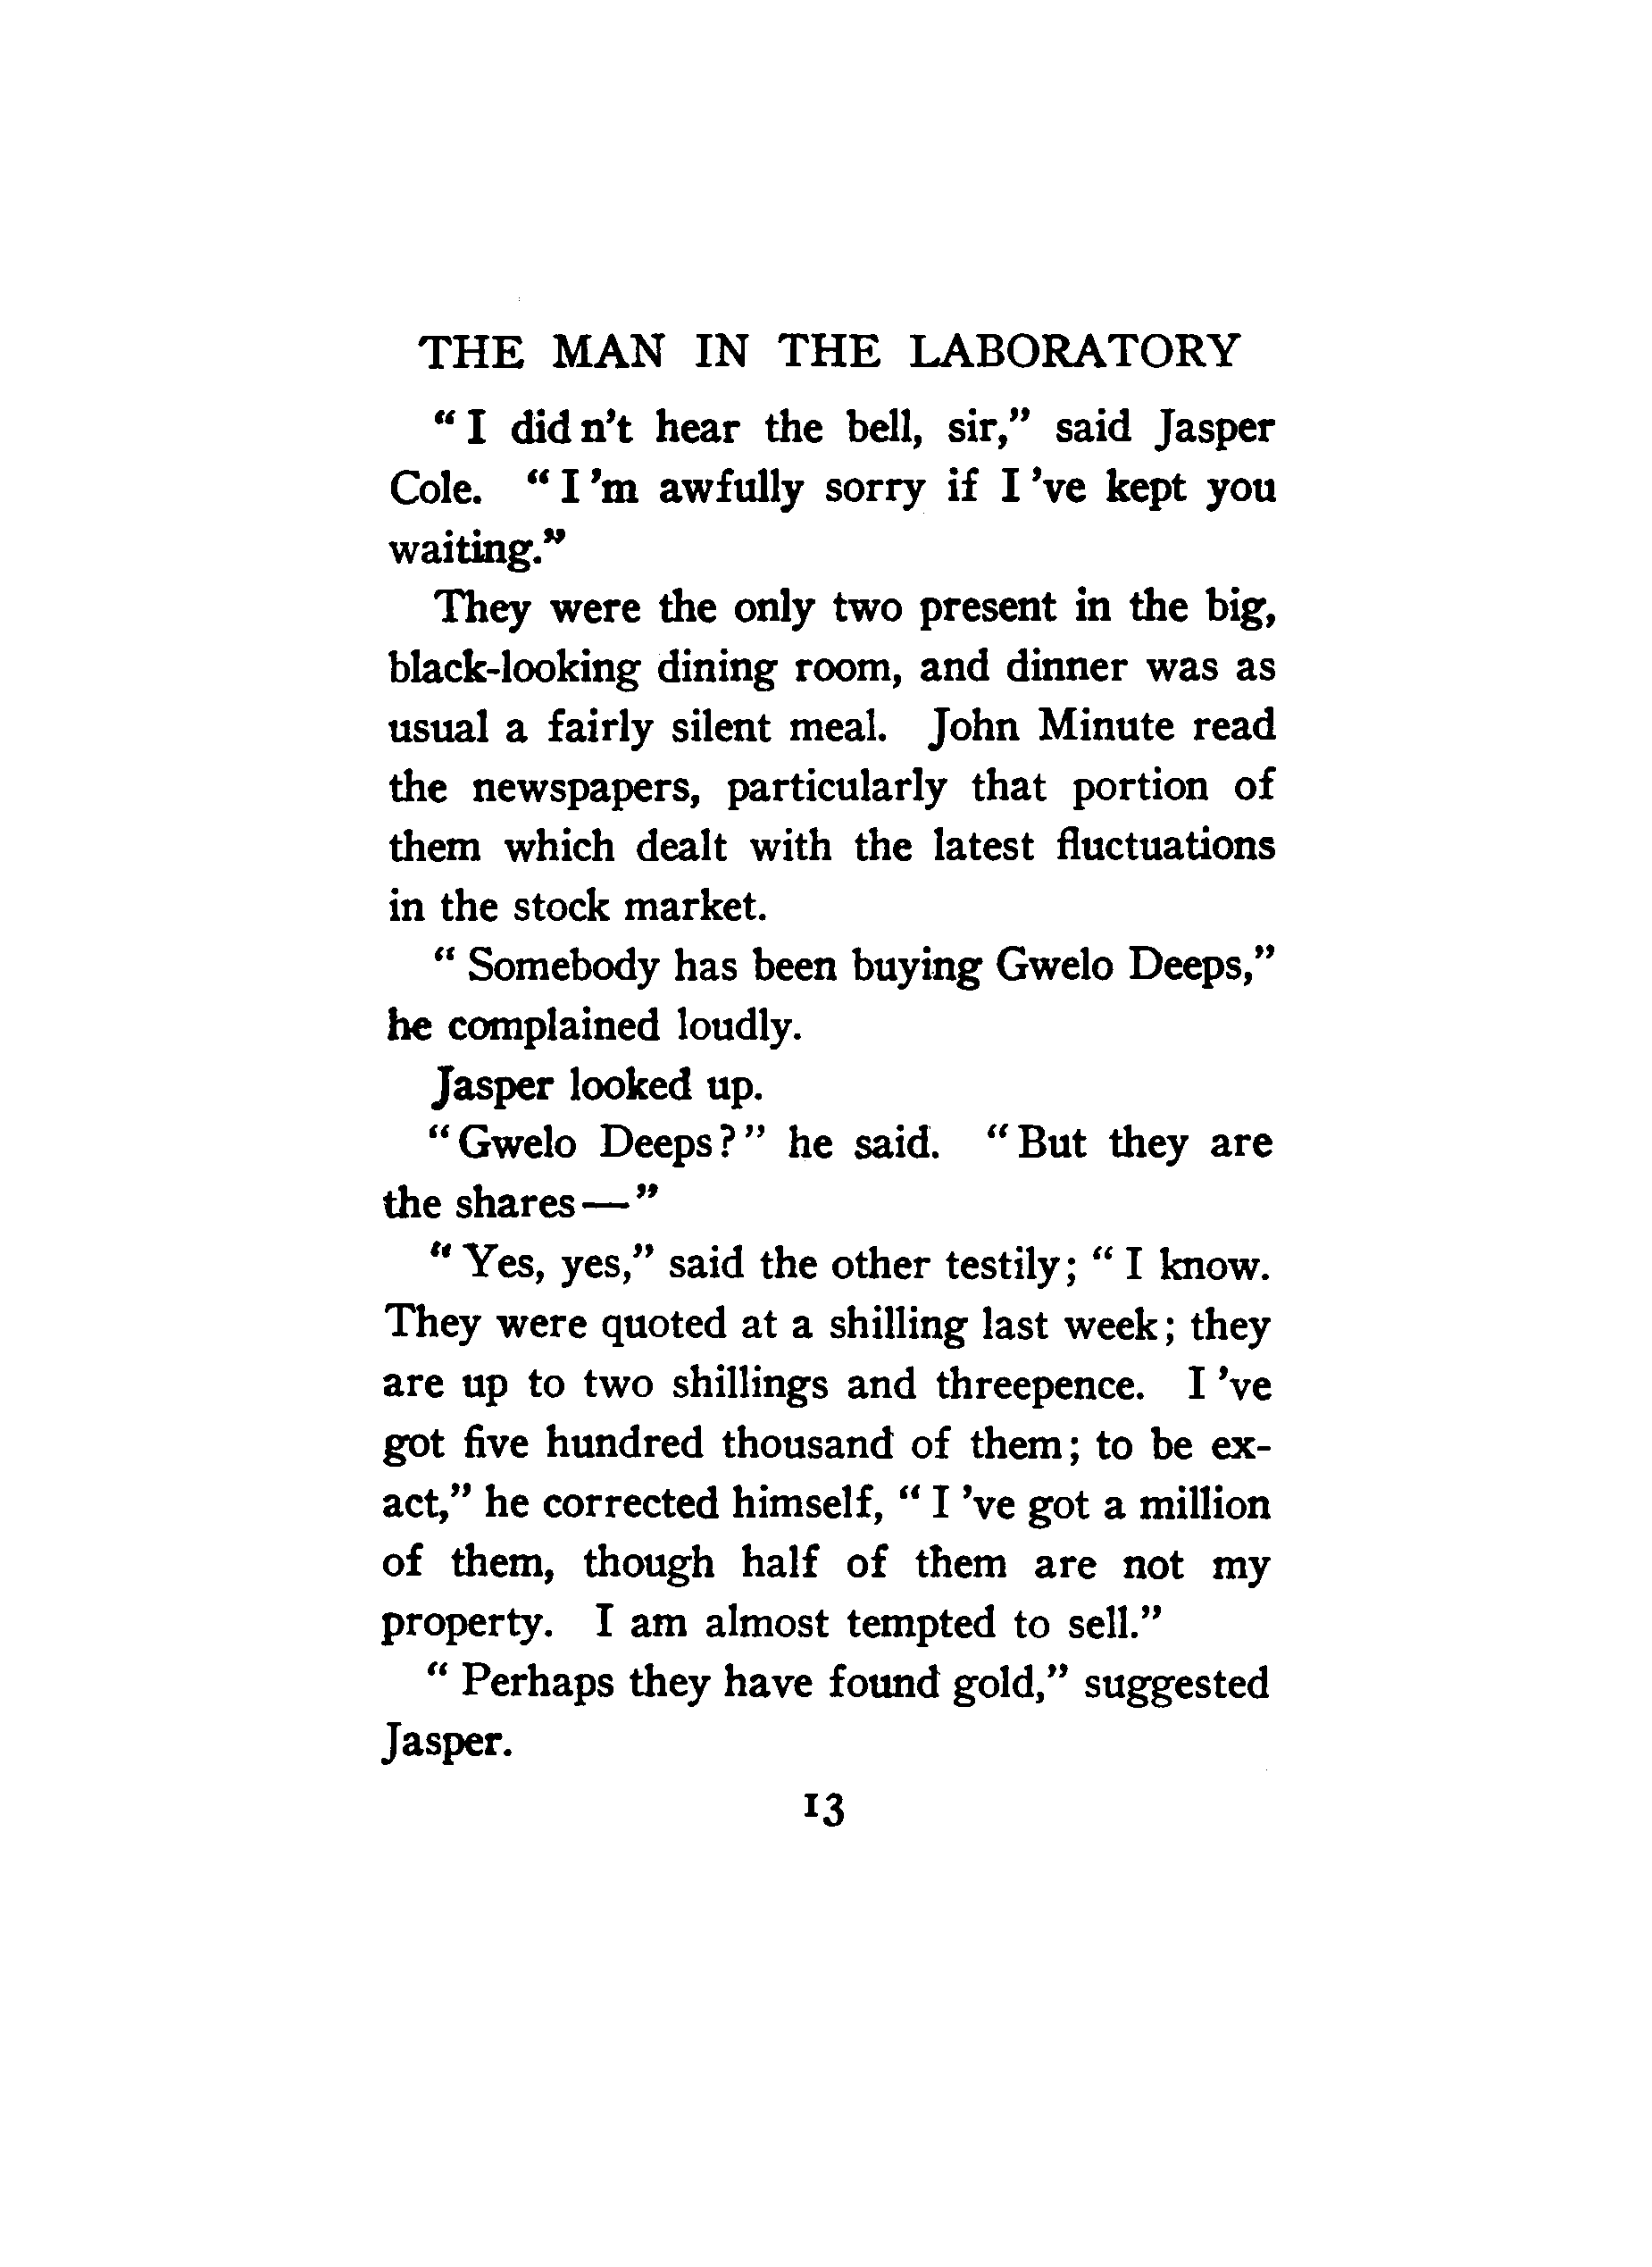 THE MAN IN THE LABORATORY
"I didn't hear the bell, sir," said Jasper
Cole. "I 'm awfully sorry if I 've kept you
waiting."
They were the only two present in the big,
black-looking dining room, and dinner was as
usual a fairly silent meal. John Minute read
the newspapers, particularly that portion of
them which dealt with the latest fluctuations
in the stock market.
"Somebody has been buying Gwelo Deeps,"
he complained loudly.
Jasper looked up.
"Gwelo Deeps?" he said. "But they are
the shares—"
"Yes, yes," said the other testily; "I know.
They were quoted at a shilling last week; they
are up to two shillings and threepence. I 've
got five hundred thousand of them; to be ex-
act," he corrected himself, "I 've got a million
of them, though half of them are not my
property. I am almost tempted to sell."
"Perhaps they have found gold," suggested
Jasper.
13